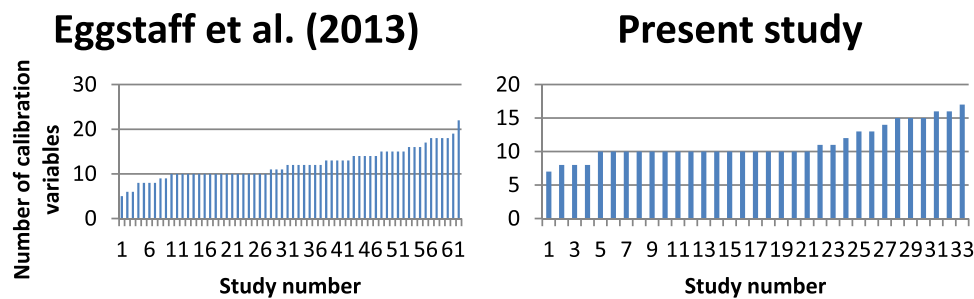 Eggstaff et al. (2013)
Number of calibration
variables
30
20
10
0
1 6 11 16 21 26 31 36 41 46 51 56 61
Study number
Present study
20
15
10
5
0
1 3 5 7 9 11 13 15 17 19 21 23 25 27 29 31 33
Study number